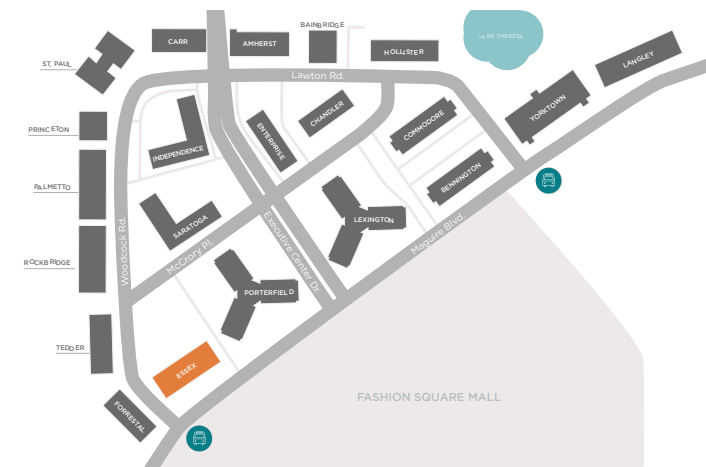 BAINBRIDGE
CARR
AMHERST
HOLLISTER
LAKE THERESA
ST. PAUL
LANGLEY
Lawton Rd.
YORKTOWN
CHANDLER
COMMODORE
PRINCETON
ENTERPRISE
INDEPENDENCE
BENNINGTON
PALMETTO
LEXINGTON
SARATOGA
Woodcock Rd.
McCrory Pl.
Executive Center Dr.
Maguire Blvd.
ROCKBRIDGE
PORTERFIELD
TEDDER
ESSEX
FORRESTAL
FASHION SQUARE MALL